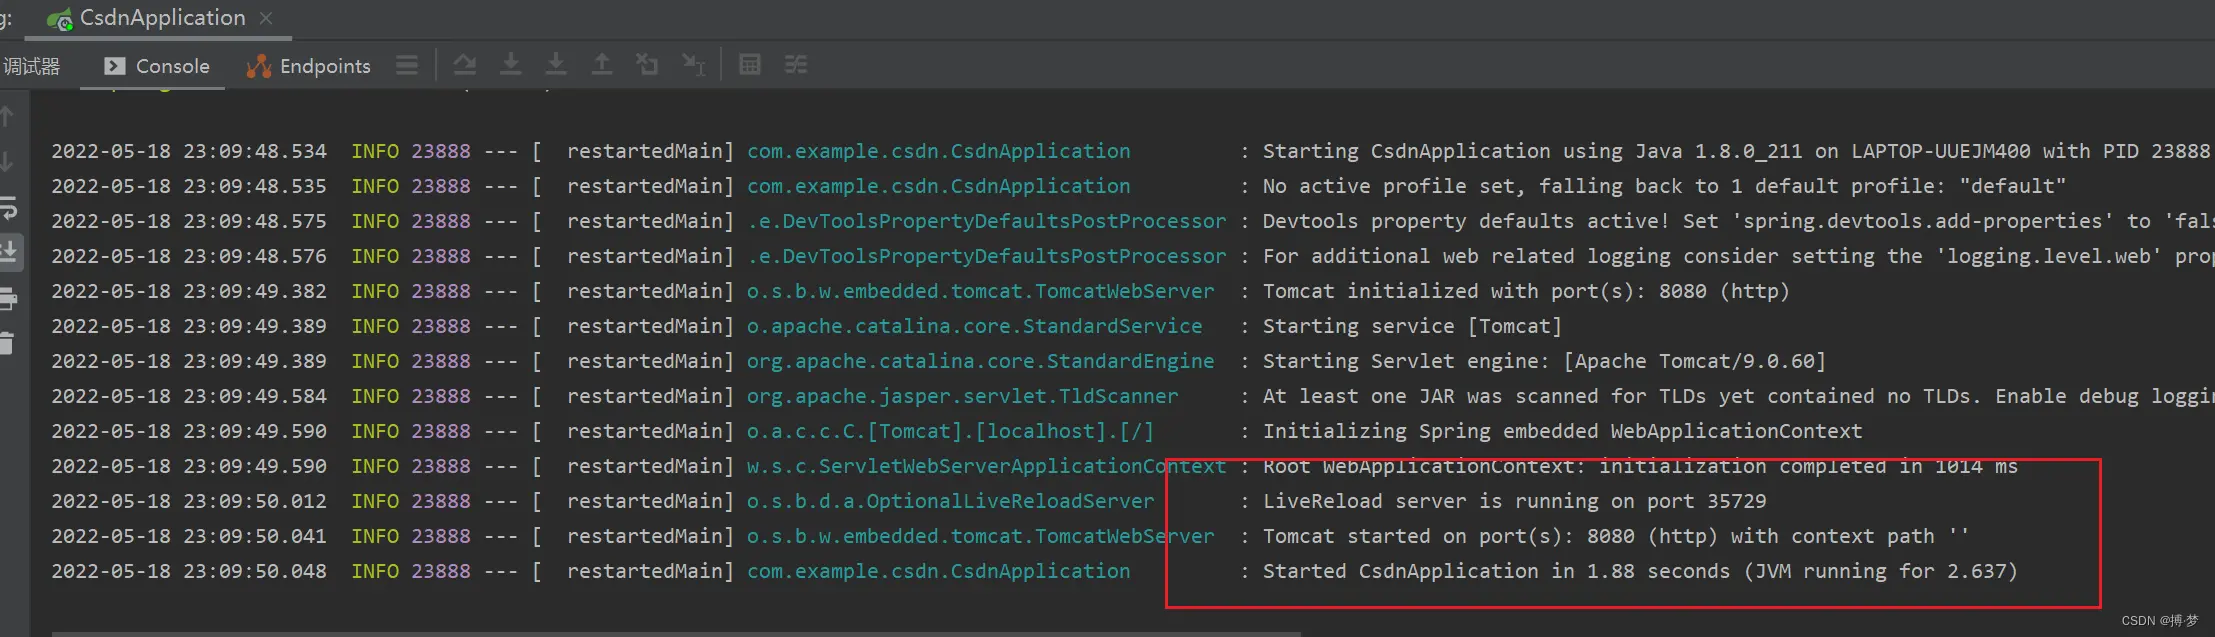 g:
CsdnApplication
调试器
Console
Endpoints
2022-05-18 23:09:48.534 INFO 23888 --- [ restartedMain] com.example.csdn.CsdnApplication : Starting CsdnApplication using Java 1.8.0_211 on LAPTOP-UUEJM400 with PID 23888
2022-05-18 23:09:48.535 INFO 23888 --- [ restartedMain] com.example.csdn.CsdnApplication : No active profile set, falling back to 1 default profile: "default"
2022-05-18 23:09:48.575 INFO 23888 --- [ restartedMain] .e.DevToolsPropertyDefaultsPostProcessor : Devtools property defaults active! Set 'spring.devtools.add-properties' to 'fals
2022-05-18 23:09:48.576 INFO 23888 --- [ restartedMain] .e.DevToolsPropertyDefaultsPostProcessor : For additional web related logging consider setting the 'logging.level.web' prop
2022-05-18 23:09:49.382 INFO 23888 --- [ restartedMain] o.s.b.w.embedded.tomcat.TomcatWebServer : Tomcat initialized with port(s): 8080 (http)
2022-05-18 23:09:49.389 INFO 23888 --- [ restartedMain] o.apache.catalina.core.StandardService : Starting service [Tomcat]
2022-05-18 23:09:49.389 INFO 23888 --- [ restartedMain] org.apache.catalina.core.StandardEngine : Starting Servlet engine: [Apache Tomcat/9.0.60]
2022-05-18 23:09:49.584 INFO 23888 --- [ restartedMain] org.apache.jasper.servlet.TldScanner : At least one JAR was scanned for TLDs yet contained no TLDs. Enable debug loggin
2022-05-18 23:09:49.590 INFO 23888 --- [ restartedMain] o.a.c.c.C.[Tomcat].[localhost].[/] : Initializing Spring embedded WebApplicationContext
2022-05-18 23:09:49.590 INFO 23888 --- [ restartedMain] w.s.c.ServletWebServerApplicationContext : Root WebApplicationContext: initialization completed in 1014 ms
2022-05-18 23:09:50.012 INFO 23888 --- [ restartedMain] o.s.b.d.a.OptionalLiveReloadServer : LiveReload server is running on port 35729
2022-05-18 23:09:50.041 INFO 23888 --- [ restartedMain] o.s.b.w.embedded.tomcat.TomcatWebServer : Tomcat started on port(s): 8080 (http) with context path ''
2022-05-18 23:09:50.048 INFO 23888 --- [ restartedMain] com.example.csdn.CsdnApplication : Started CsdnApplication in 1.88 seconds (JVM running for 2.637)
CSDN @搏·梦